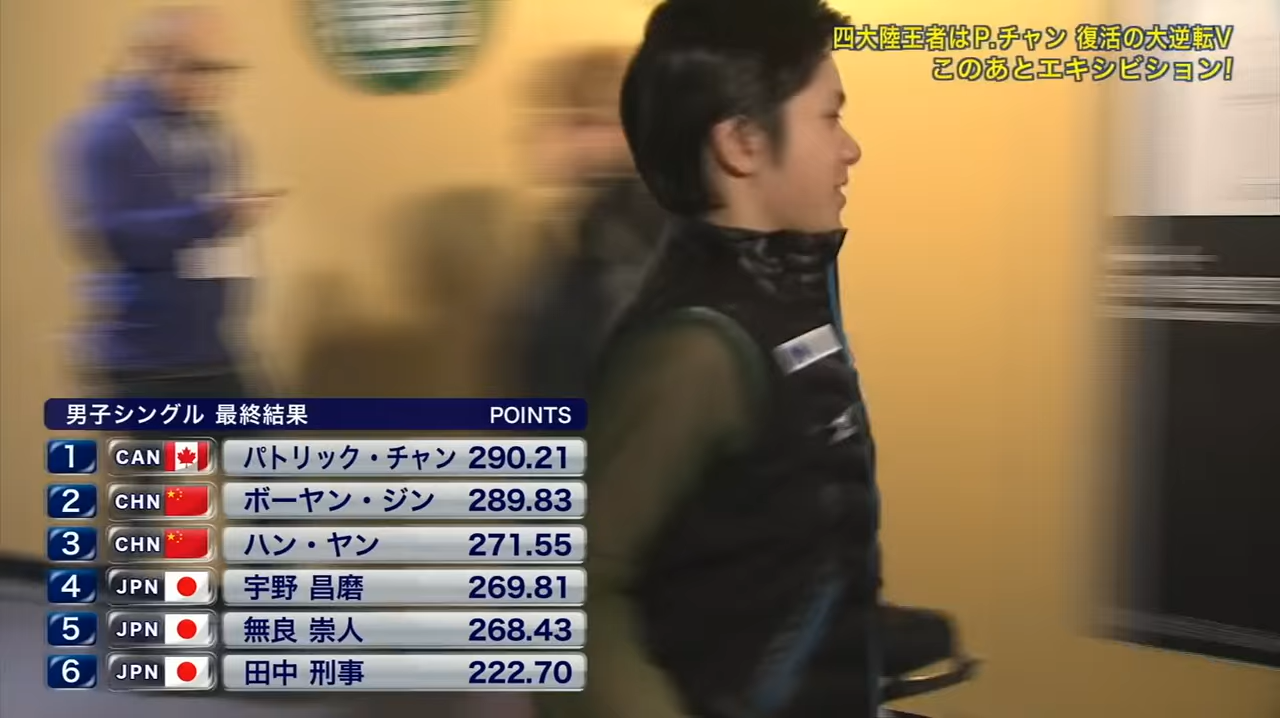 四大陸王者はP.チャン 復活の大逆転V
このあとエキシビション!
男子シングル 最終結果 POINTS
1 CAN パトリック・チャン 290.21
2 CHN ボーヤン・ジン 289.83
3 CHN ハン・ヤン 271.55
4 JPN 宇野 昌磨 269.81
5 JPN 無良 崇人 268.43
6 JPN 田中 刑事 222.70